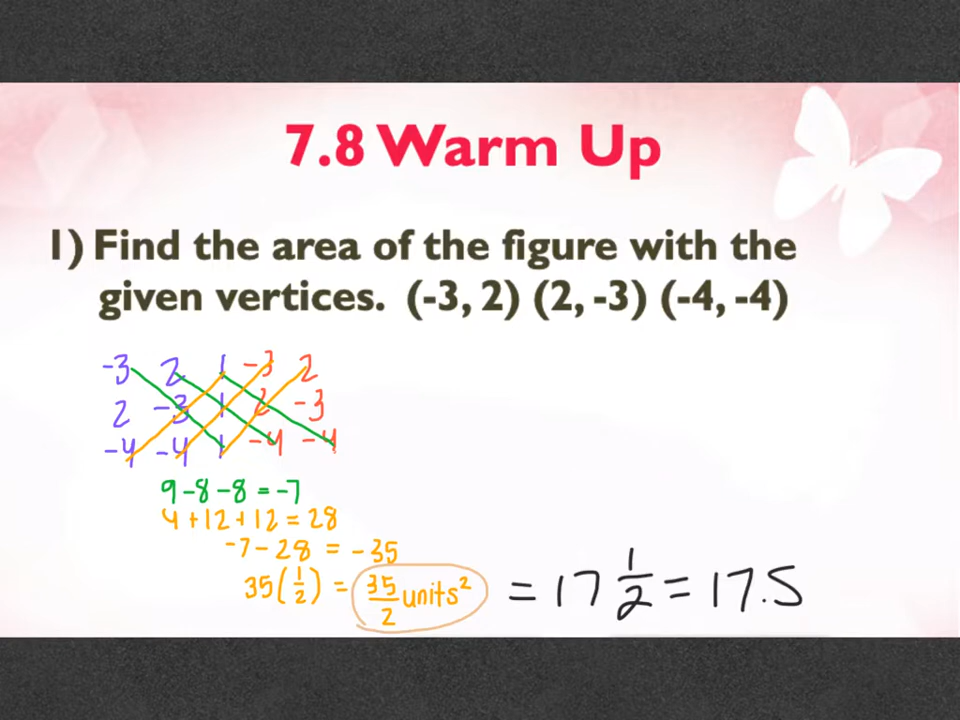 7.8 Warm Up
1) Find the area of the figure with the
given vertices. (-3, 2) (2, -3) (-4, -4)
-3 2 1 -3 2
2 -3 1 2 -3
-4 -4 1 -4 -4
9 - 8 - 8 = -7
4 + 12 + 12 = 28
-7 - 28 = -35
35(1/2) = 35/2 units² = 17 1/2 = 17.5